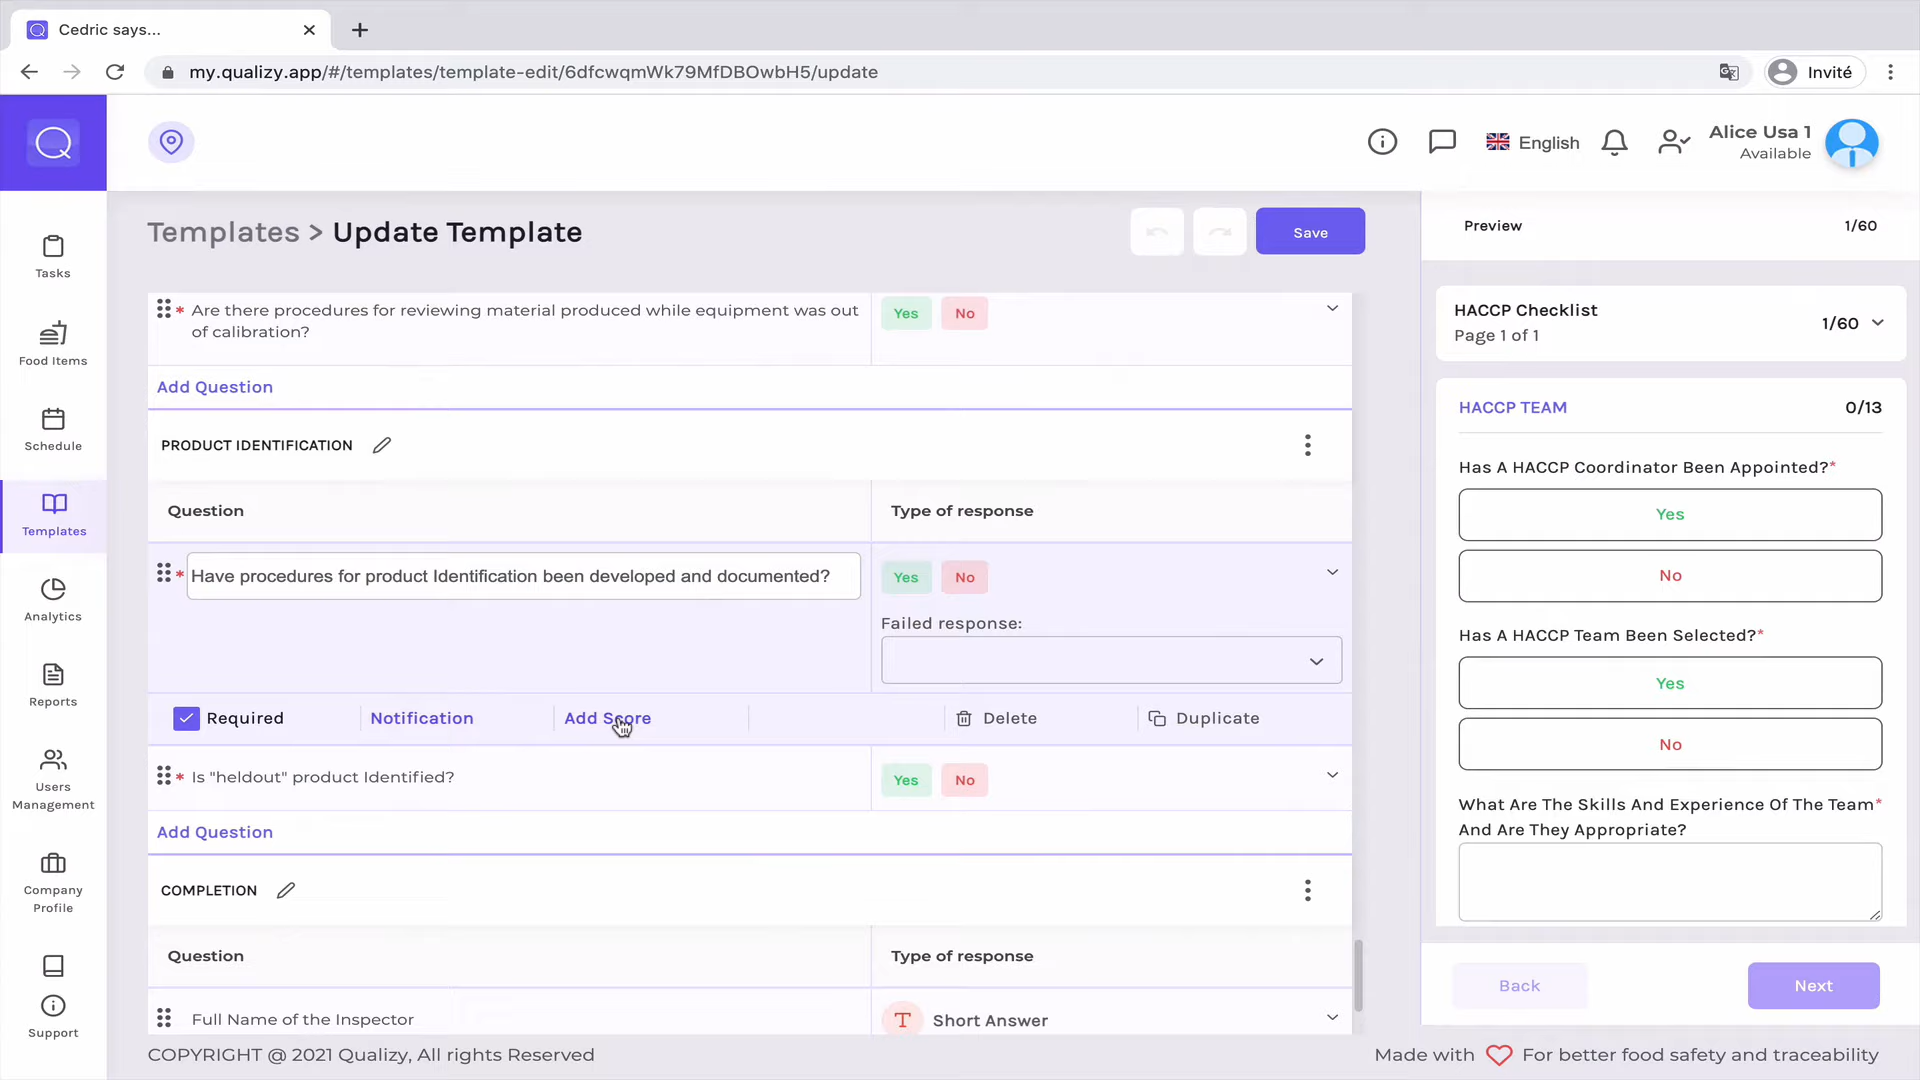 Cedric says...
my.qualizy.app/#/templates/template-edit/6dfcwqmWk79MfDBOwbH5/update
Invité
English
Alice Usa 1
Available
Tasks
Food Items
Schedule
Templates
Analytics
Reports
Users
Management
Company
Profile
Support
Templates > Update Template
Save
* Are there procedures for reviewing material produced while equipment was out
of calibration?
Yes No
Add Question
PRODUCT IDENTIFICATION
Question Type of response
* Have procedures for product Identification been developed and documented?
Yes No
Failed response:
Required Notification Add Score Delete Duplicate
* Is "heldout" product Identified?
Yes No
Add Question
COMPLETION
Question Type of response
Full Name of the Inspector
T Short Answer
Preview 1/60
HACCP Checklist
Page 1 of 1
1/60
HACCP TEAM 0/13
Has A HACCP Coordinator Been Appointed?*
Yes
No
Has A HACCP Team Been Selected?*
Yes
No
What Are The Skills And Experience Of The Team*
And Are They Appropriate?
Back Next
COPYRIGHT @ 2021 Qualizy, All rights Reserved
Made with For better food safety and traceability